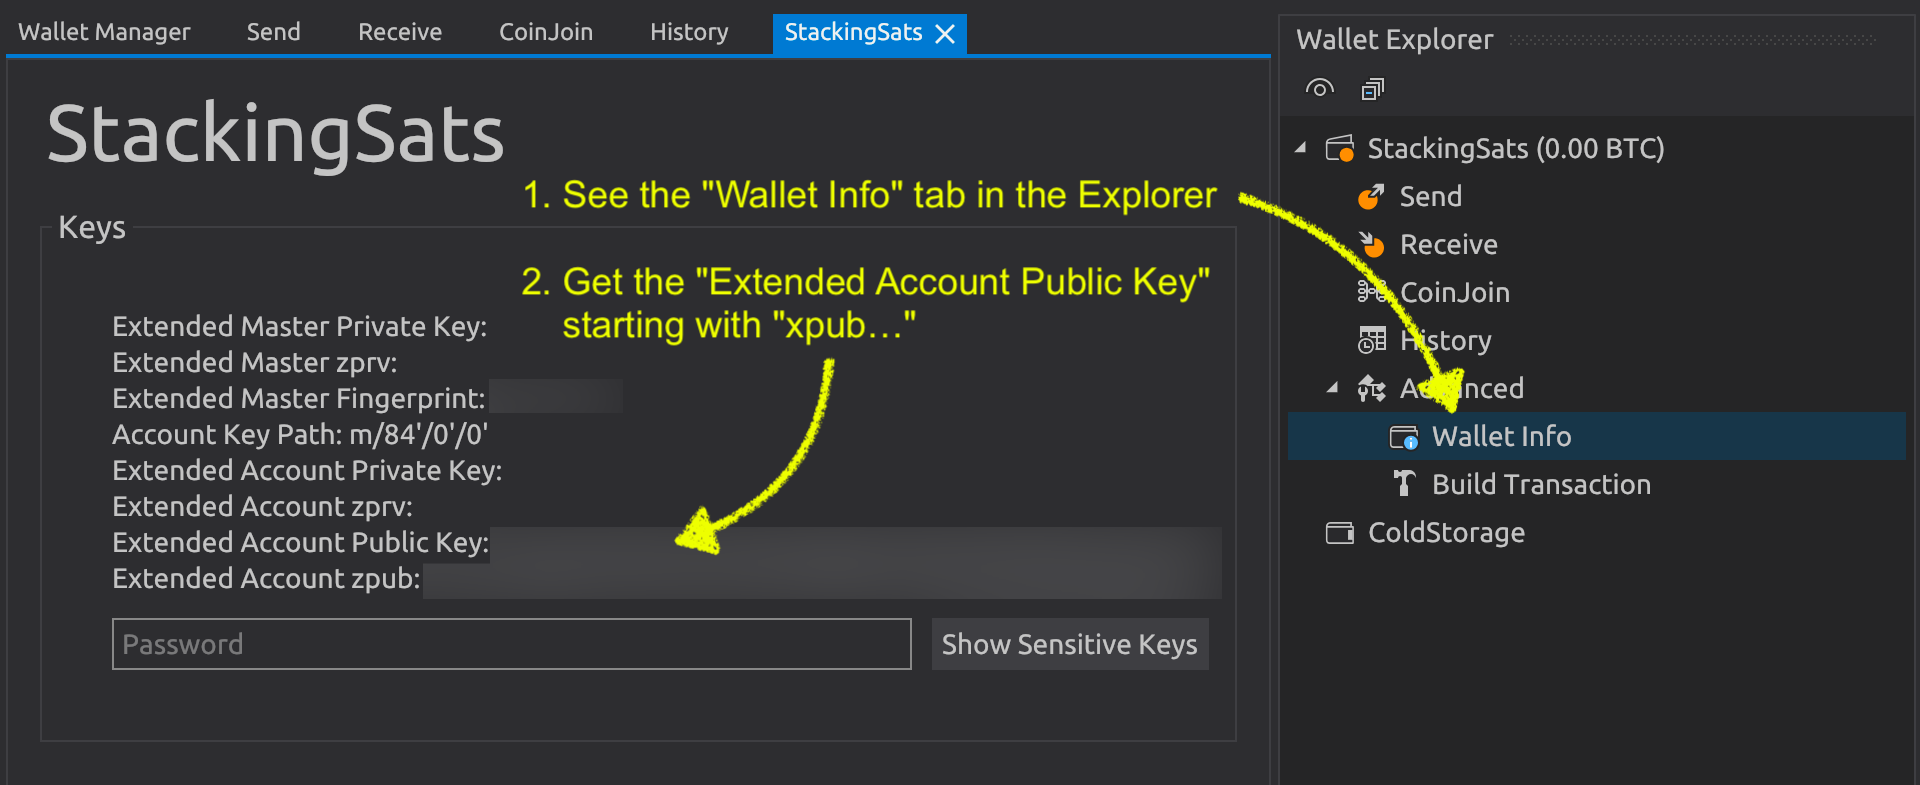 Wallet Manager
Send
Receive
CoinJoin
History
StackingSats
StackingSats
1. See the "Wallet Info" tab in the Explorer
Keys
2. Get the "Extended Account Public Key"
starting with "xpub…"
Extended Master Private Key:
Extended Master zprv:
Extended Master Fingerprint:
Account Key Path: m/84'/0'/0'
Extended Account Private Key:
Extended Account zprv:
Extended Account Public Key:
Extended Account zpub:
Password
Show Sensitive Keys
Wallet Explorer
StackingSats (0.00 BTC)
Send
Receive
CoinJoin
History
Advanced
Wallet Info
Build Transaction
ColdStorage